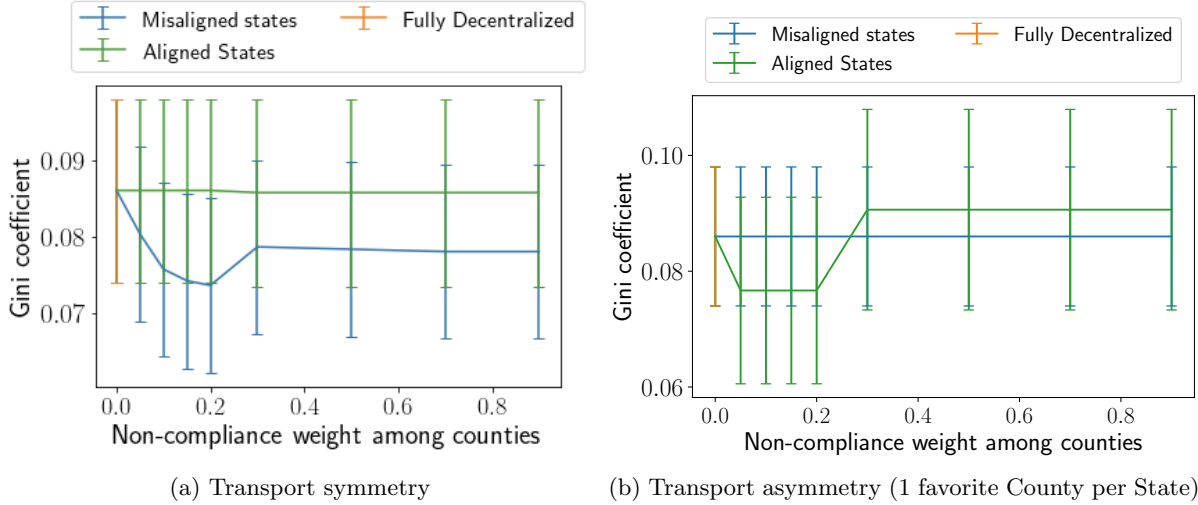 Misaligned states
Fully Decentralized
Aligned States
Gini coefficient
0.09
0.08
0.07
0.0 0.2 0.4 0.6 0.8
Non-compliance weight among counties
(a) Transport symmetry
Misaligned states
Fully Decentralized
Aligned States
Gini coefficient
0.10
0.08
0.06
0.0 0.2 0.4 0.6 0.8
Non-compliance weight among counties
(b) Transport asymmetry (1 favorite County per State)